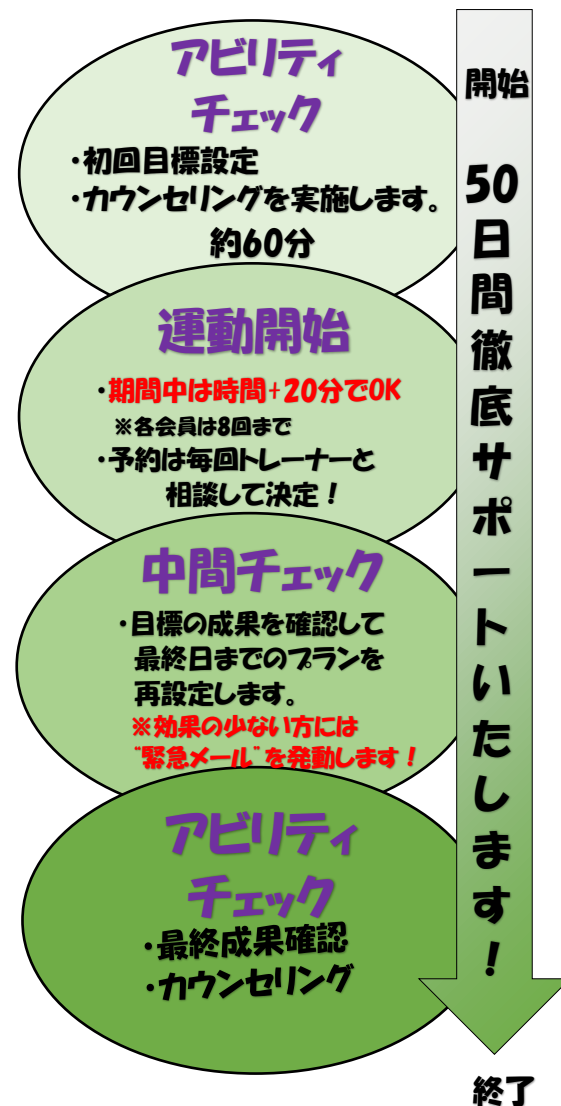 アビリティ
チェック
・初回目標設定
・カウンセリングを実施します。
約60分
運動開始
・期間中は時間+20分でOK
※各会員は8回まで
・予約は毎回トレーナーと
相談して決定！
中間チェック
・目標の成果を確認して
最終日までのプランを
再設定します。
※効果の少ない方には
“緊急メール”を発動します！
アビリティ
チェック
・最終成果確認
・カウンセリング
開始
50日間徹底サポートいたします！
終了